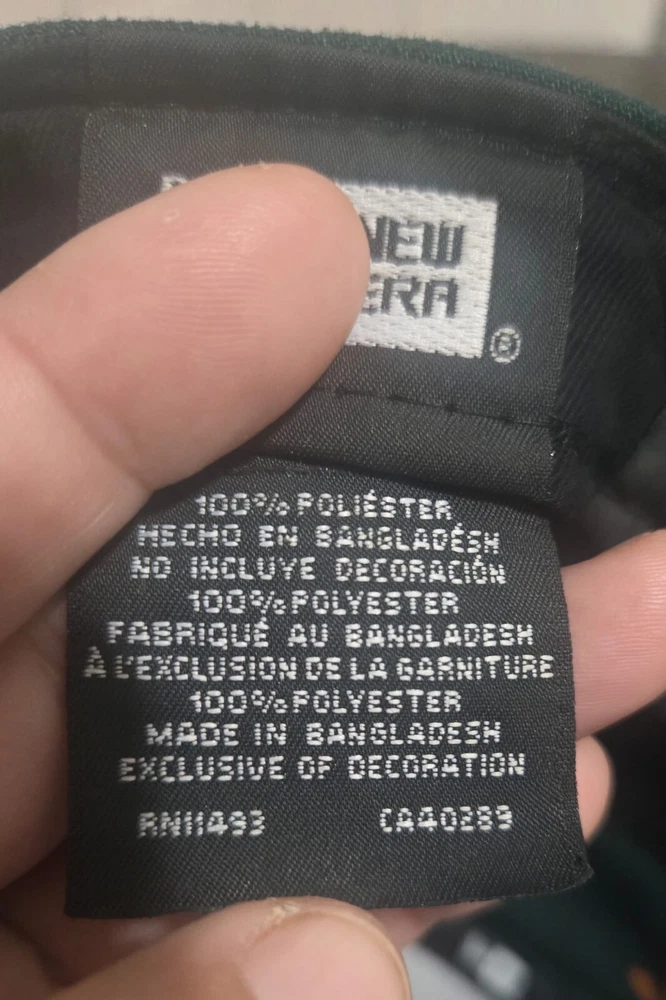 NEW
ERA
®
100% POLIÉSTER
HECHO EN BANGLADÉSH
NO INCLUYE DECORACIÓN
100% POLYESTER
FABRIQUÉ AU BANGLADESH
À L'EXCLUSION DE LA GARNITURE
100% POLYESTER
MADE IN BANGLADESH
EXCLUSIVE OF DECORATION
RN11493 CA40289